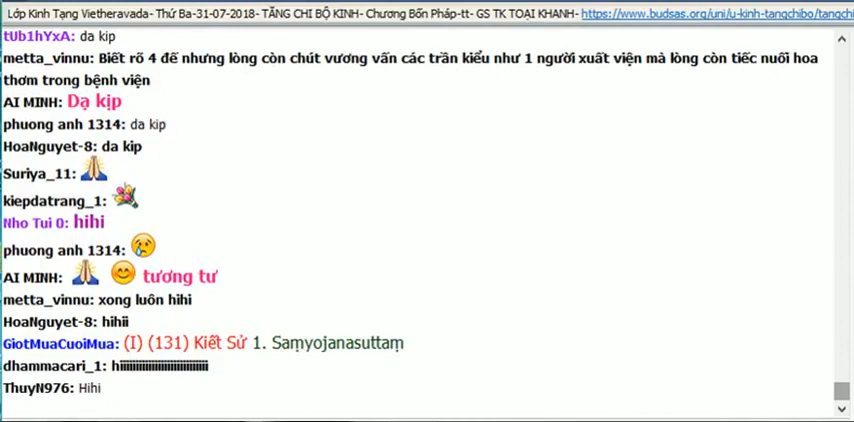 Lớp Kinh Tạng Vietheravada- Thứ Ba-31-07-2018- TĂNG CHI BỘ KINH- Chương Bốn Pháp-tt- GS TK TOẠI KHANH- https://www.budsas.org/uni/u-kinh-tangchibo/tangchi
tUb1hYxA: da kip
metta_vinnu: Biết rõ 4 đế nhưng lòng còn chút vương vấn các trần kiểu như 1 người xuất viện mà lòng còn tiếc nuối hoa
thơm trong bệnh viện
AI MINH: Dạ kịp
phuong anh 1314: da kip
HoaNguyet-8: da kip
Suriya_11:
kiepdatrang_1:
Nho Tui 0: hihi
phuong anh 1314:
AI MINH: tương tư
metta_vinnu: xong luôn hihi
HoaNguyet-8: hihii
GiotMuaCuoiMua: (I) (131) Kiết Sử 1. Saṃyojanasuttaṃ
dhammacari_1: hiiiiiiiiiiiiiiiiiiiiiiiiiiii
ThuyN976: Hihi